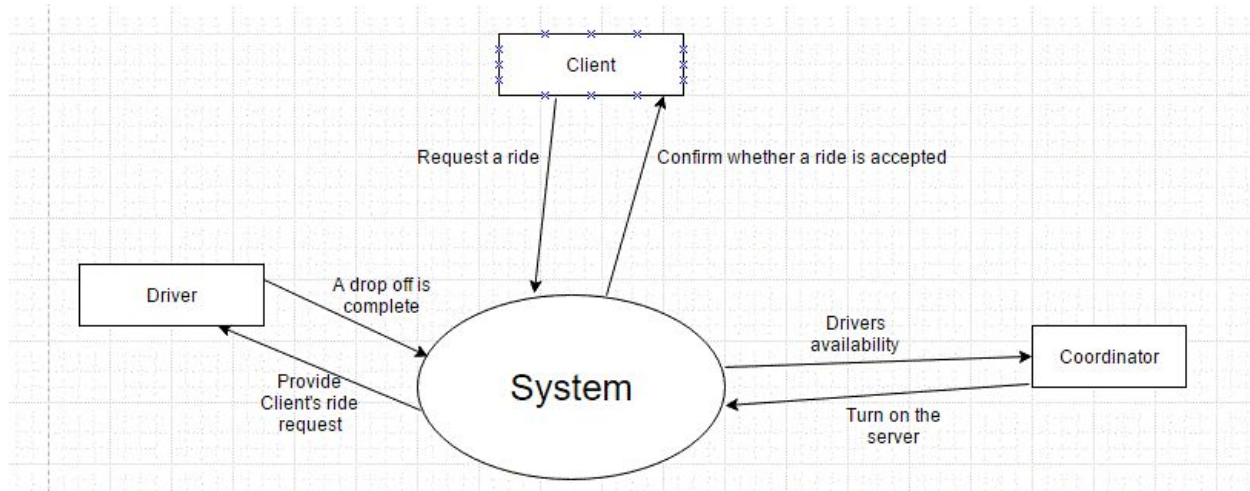 Client
Request a ride
Confirm whether a ride is accepted
Driver
A drop off is
complete
Provide
Client's ride
request
System
Drivers
availability
Coordinator
Turn on the
server